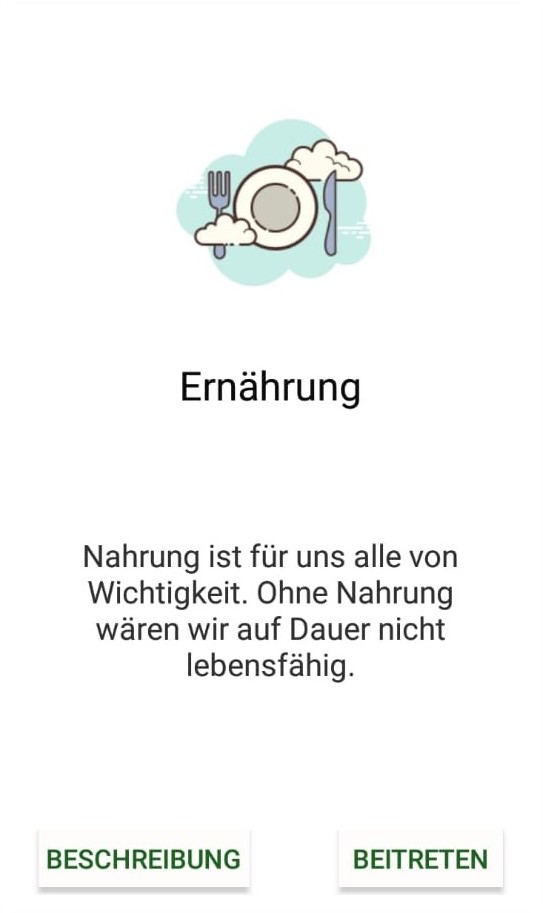 Ernährung
Nahrung ist für uns alle von
Wichtigkeit. Ohne Nahrung
wären wir auf Dauer nicht
lebensfähig.
BESCHREIBUNG
BEITRETEN